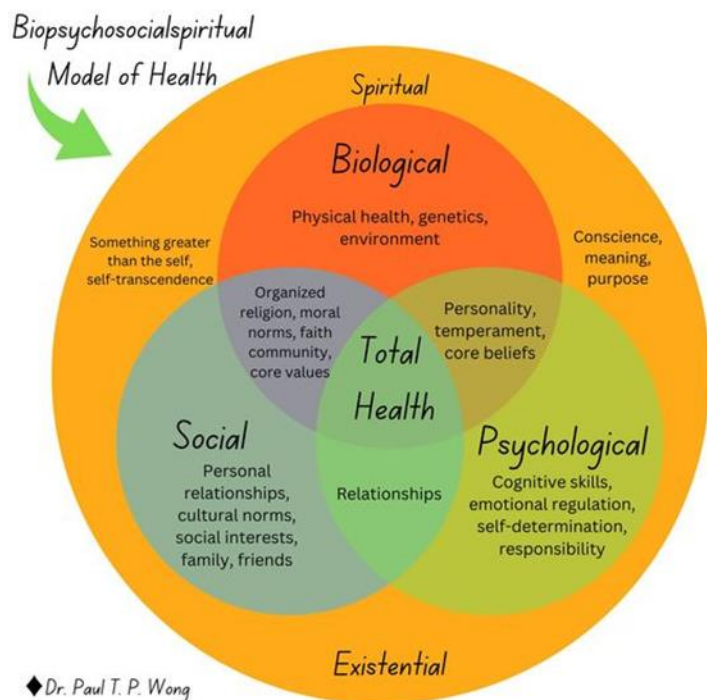 Biopsychosocialspiritual
Model of Health
Spiritual
Biological
Physical health, genetics,
environment
Something greater
than the self,
self-transcendence
Conscience,
meaning,
purpose
Organized
religion, moral
norms, faith
community,
core values
Personality,
temperament,
core beliefs
Total
Health
Social
Personal
relationships,
cultural norms,
social interests,
family, friends
Relationships
Psychological
Cognitive skills,
emotional regulation,
self-determination,
responsibility
Existential
♦Dr. Paul T. P. Wong